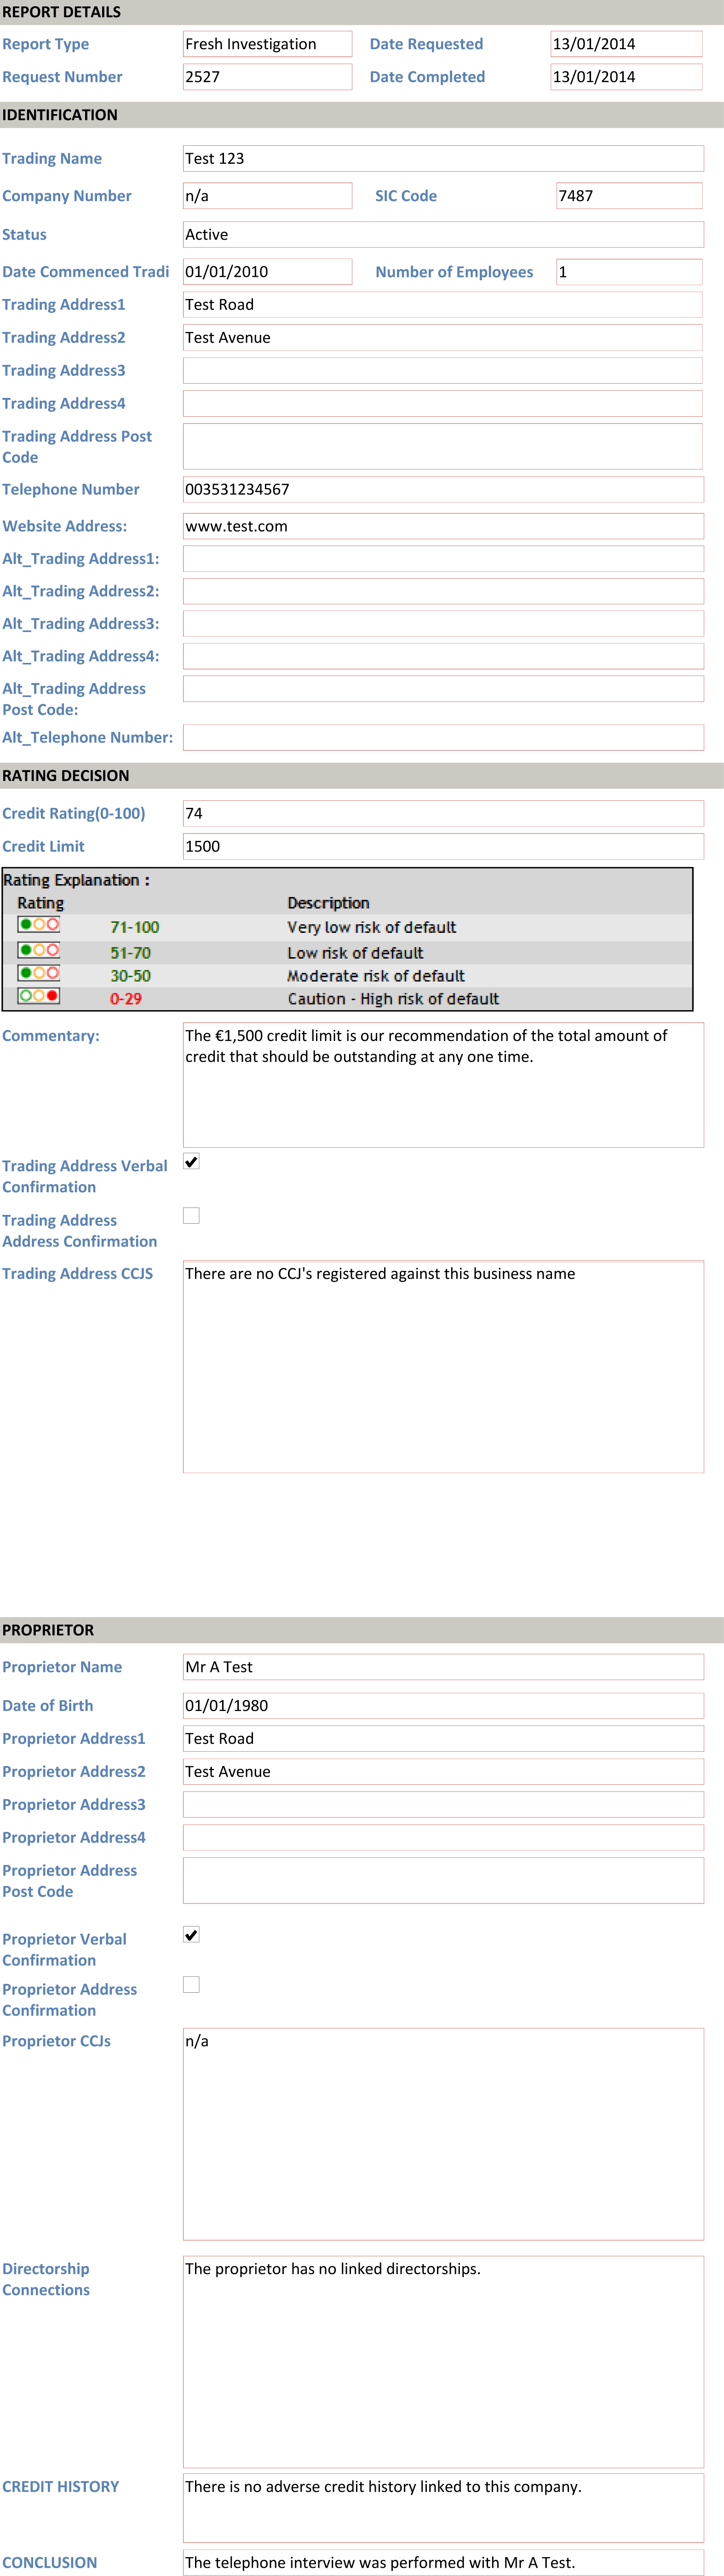 REPORT DETAILS
Report Type Fresh Investigation Date Requested 13/01/2014
Request Number 2527 Date Completed 13/01/2014
IDENTIFICATION
Trading Name Test 123
Company Number n/a SIC Code 7487
Status Active
Date Commenced Tradi 01/01/2010 Number of Employees 1
Trading Address1 Test Road
Trading Address2 Test Avenue
Trading Address3
Trading Address4
Trading Address Post
Code
Telephone Number 003531234567
Website Address: www.test.com
Alt_Trading Address1:
Alt_Trading Address2:
Alt_Trading Address3:
Alt_Trading Address4:
Alt_Trading Address
Post Code:
Alt_Telephone Number:
RATING DECISION
Credit Rating(0-100) 74
Credit Limit 1500
Rating Explanation :
Rating Description
71-100 Very low risk of default
51-70 Low risk of default
30-50 Moderate risk of default
0-29 Caution - High risk of default
Commentary: The €1,500 credit limit is our recommendation of the total amount of
credit that should be outstanding at any one time.
Trading Address Verbal
Confirmation
Trading Address
Address Confirmation
Trading Address CCJS There are no CCJ's registered against this business name
PROPRIETOR
Proprietor Name Mr A Test
Date of Birth 01/01/1980
Proprietor Address1 Test Road
Proprietor Address2 Test Avenue
Proprietor Address3
Proprietor Address4
Proprietor Address
Post Code
Proprietor Verbal
Confirmation
Proprietor Address
Confirmation
Proprietor CCJs n/a
Directorship The proprietor has no linked directorships.
Connections
CREDIT HISTORY There is no adverse credit history linked to this company.
CONCLUSION The telephone interview was performed with Mr A Test.